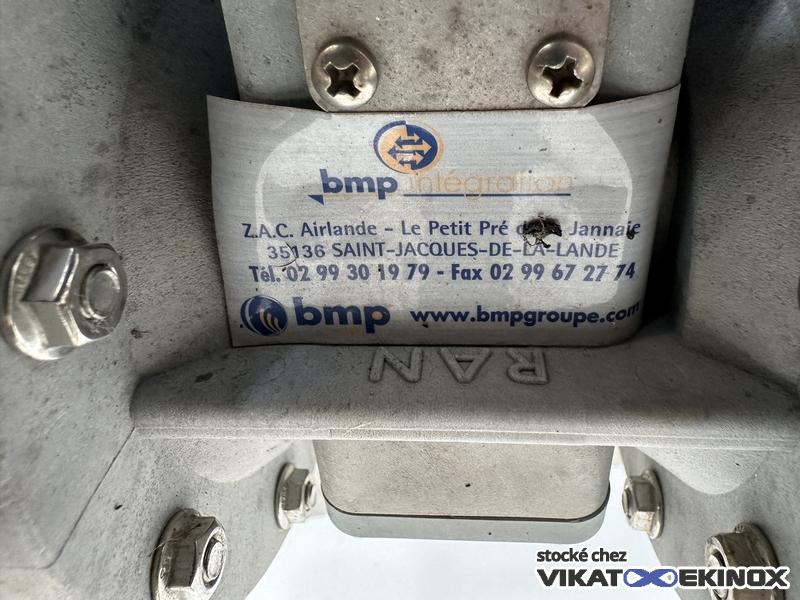 bmp intégration
Z.A.C. Airlande - Le Petit Pré Jannaie
35136 SAINT-JACQUES-DE-LA-LANDE
Tél. 02 99 30 19 79 - Fax 02 99 67 27 74
bmp www.bmpgroupe.com
RAN
stocké chez
VIKAT EKINOX